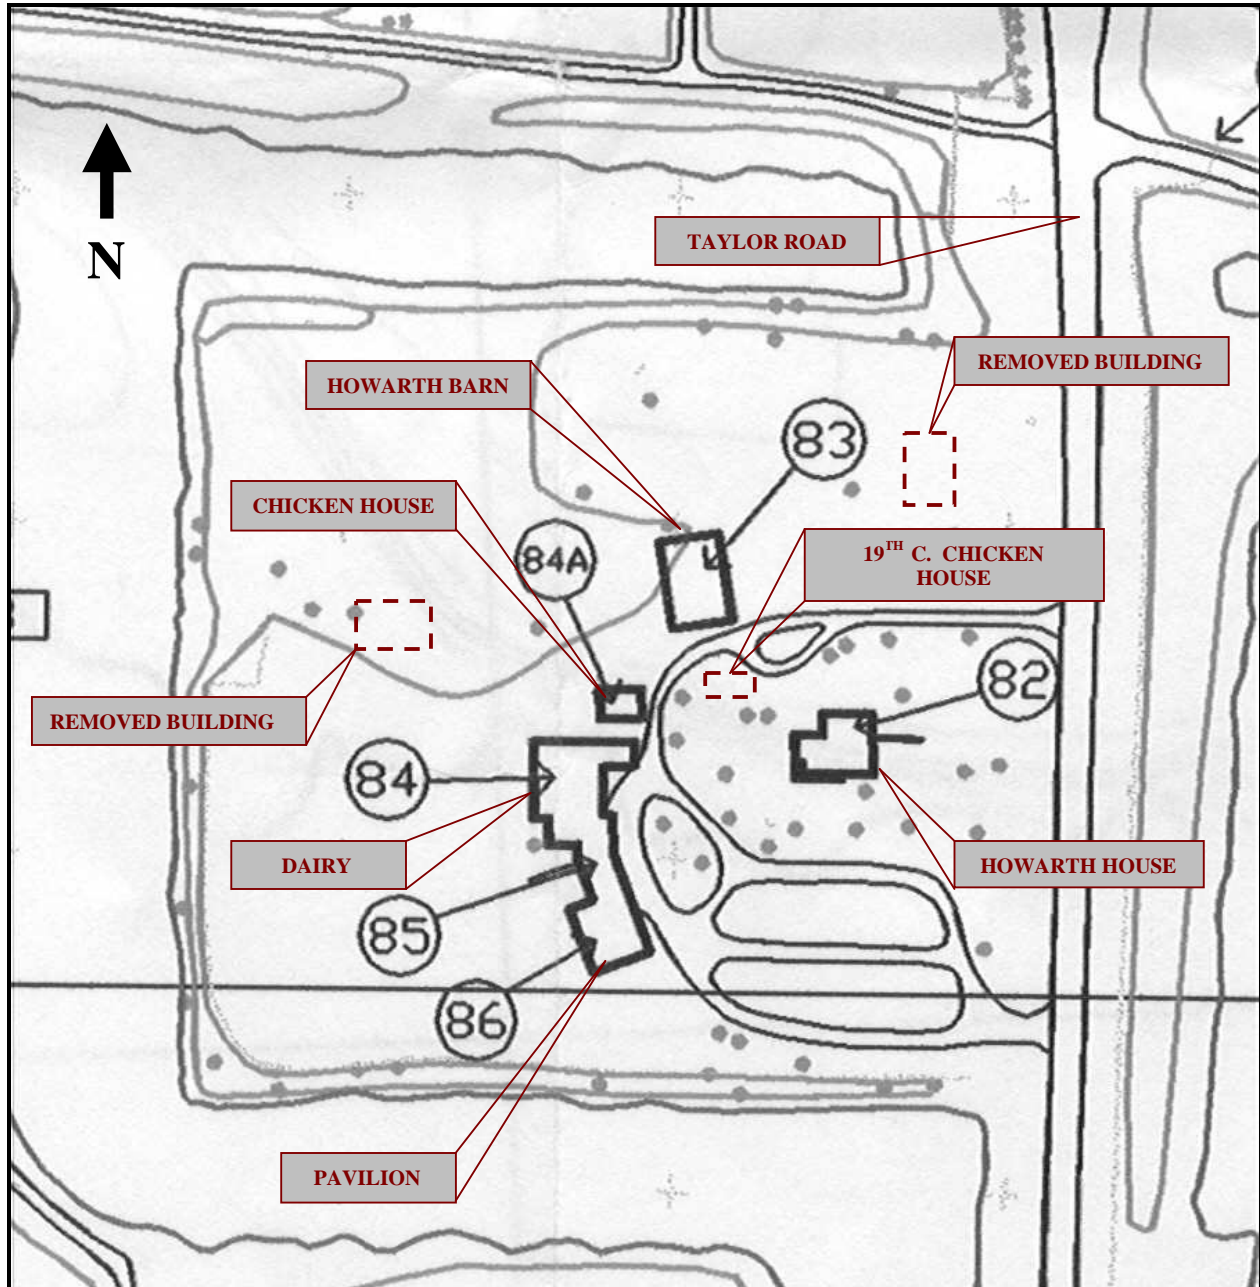 N
TAYLOR ROAD
REMOVED BUILDING
HOWARTH BARN
83
CHICKEN HOUSE
84A
19TH C. CHICKEN
HOUSE
82
REMOVED BUILDING
84
DAIRY
HOWARTH HOUSE
85
86
PAVILION